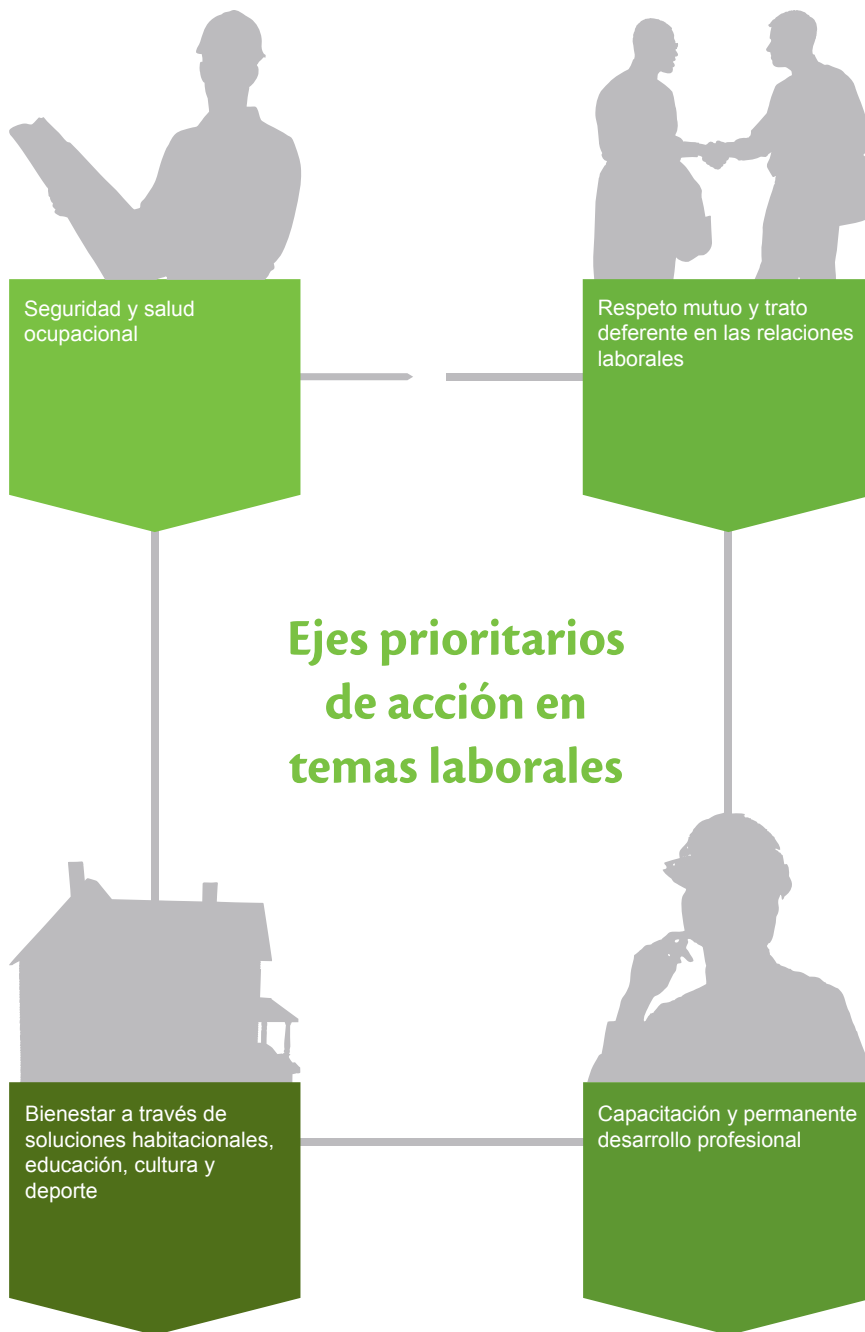 Seguridad y salud
ocupacional
Respeto mutuo y trato
deferente en las relaciones
laborales
Ejes prioritarios
de acción en
temas laborales
Bienestar a través de
soluciones habitacionales,
educación, cultura y
deporte
Capacitación y permanente
desarrollo profesional